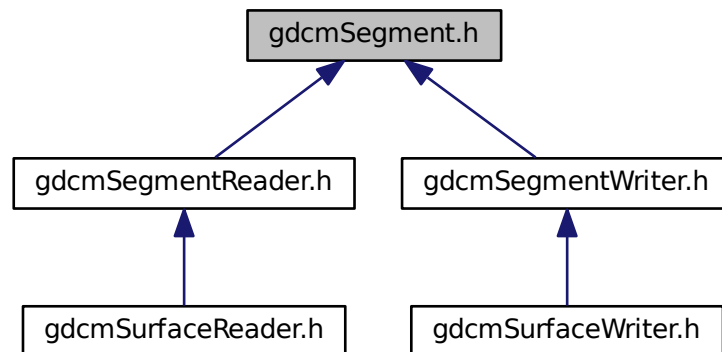 gdcmSegment.h
gdcmSegmentReader.h
gdcmSegmentWriter.h
gdcmSurfaceReader.h
gdcmSurfaceWriter.h